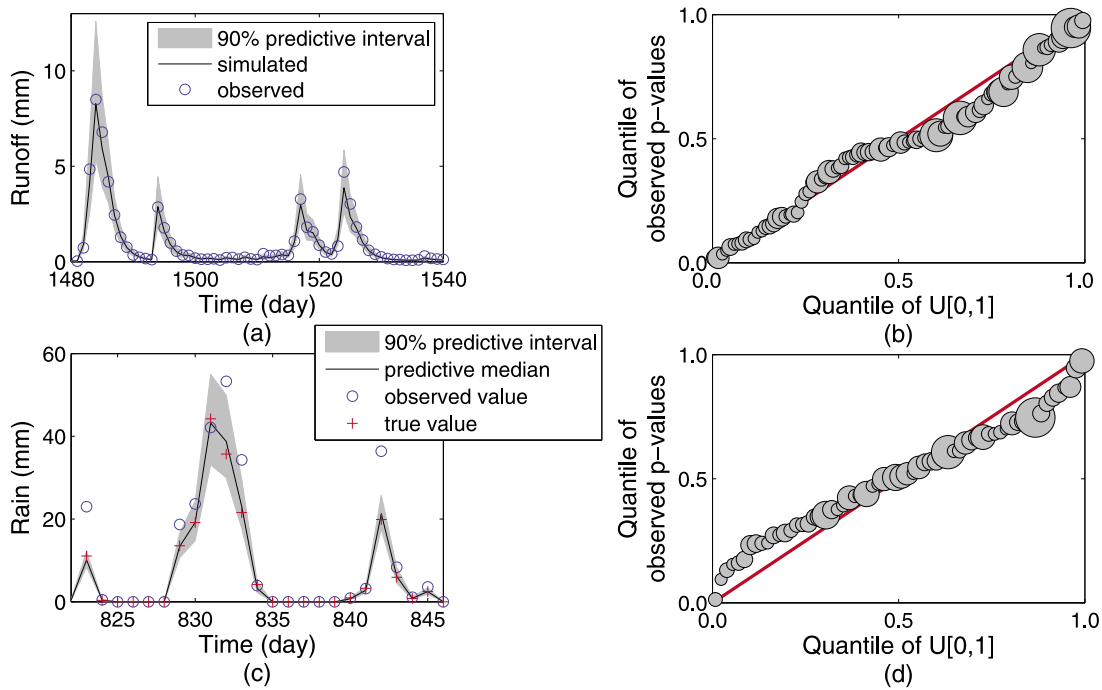 90% predictive interval
simulated
observed
Runoff (mm)
10
5
0
1480
1500
1520
1540
Time (day)
(a)
Quantile of
observed p-values
1.0
0.5
0.0
0.0
0.5
1.0
Quantile of U[0,1]
(b)
90% predictive interval
predictive median
observed value
true value
Rain (mm)
60
40
20
0
825
830
835
840
845
Time (day)
(c)
Quantile of
observed p-values
1.0
0.5
0.0
0.0
0.5
1.0
Quantile of U[0,1]
(d)